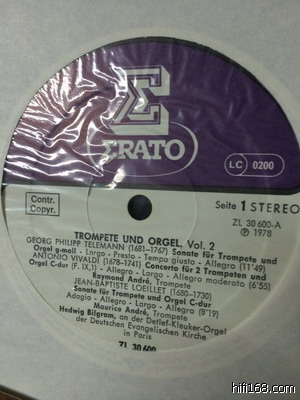 ERATO
LC 0200
Contr.
Copyr.
Seite 1 STEREO
ZL 30 600-A
℗ 1978
TROMPETE UND ORGEL, Vol. 2
GEORG PHILIPP TELEMANN (1681–1767) Sonate für Trompete und
Orgel g-moll - Largo - Presto - Tempo giusto - Allegro (11'49)
ANTONIO VIVALDI (1678–1741) Concerto für 2 Trompeten und
Orgel C-dur (F. IX,1) - Allegro - Largo - Allegro moderato (6'55)
Raymond André, Trompete
JEAN-BAPTISTE LOEILLET (1680–1730)
Sonate für Trompete und Orgel C-dur
Adagio - Allegro - Largo - Allegro (8'19)
Maurice André, Trompete
Hedwig Bilgram, an der Detlef-Kleuker-Orgel
der Deutschen Evangelischen Kirche
in Paris
ZL 30 600
hifi168.com